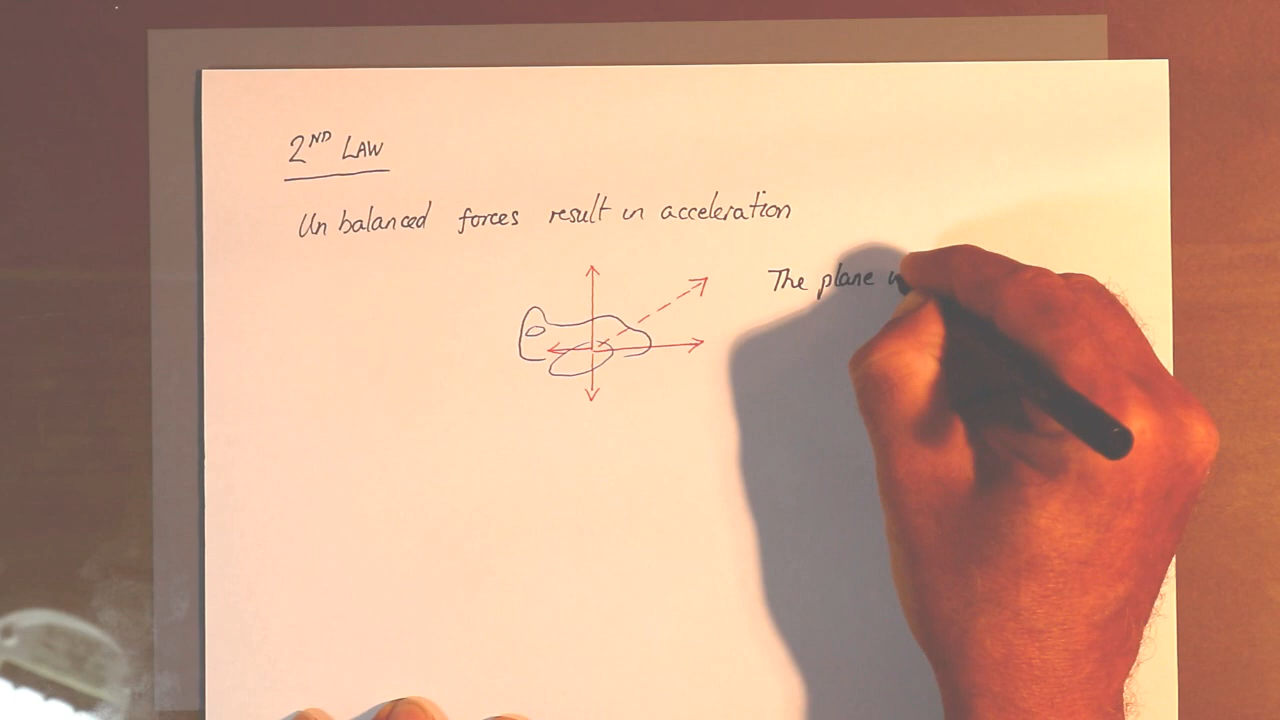 2ND LAW
Un balanced forces result in acceleration
The plane